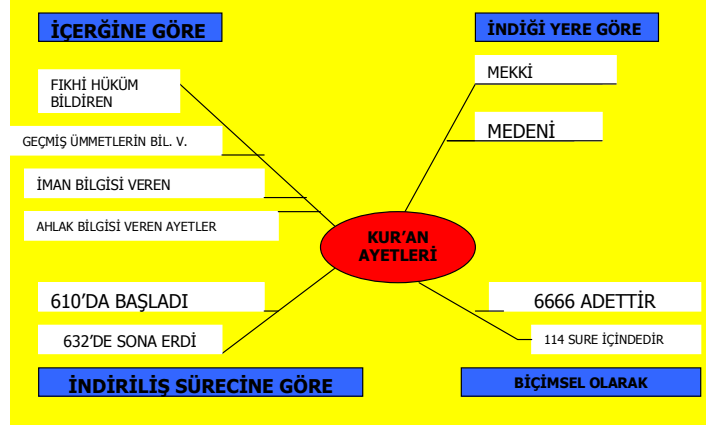 İÇERĞİNE GÖRE
FIKHİ HÜKÜM
BİLDİREN
GEÇMİŞ ÜMMETLERİN BİL. V.
İMAN BİLGİSİ VEREN
AHLAK BİLGİSİ VEREN AYETLER
İNDİĞİ YERE GÖRE
MEKKİ
MEDENİ
KUR’AN
AYETLERİ
610’DA BAŞLADI
632’DE SONA ERDİ
İNDİRİLİŞ SÜRECİNE GÖRE
6666 ADETTİR
114 SURE İÇİNDEDİR
BİÇİMSEL OLARAK